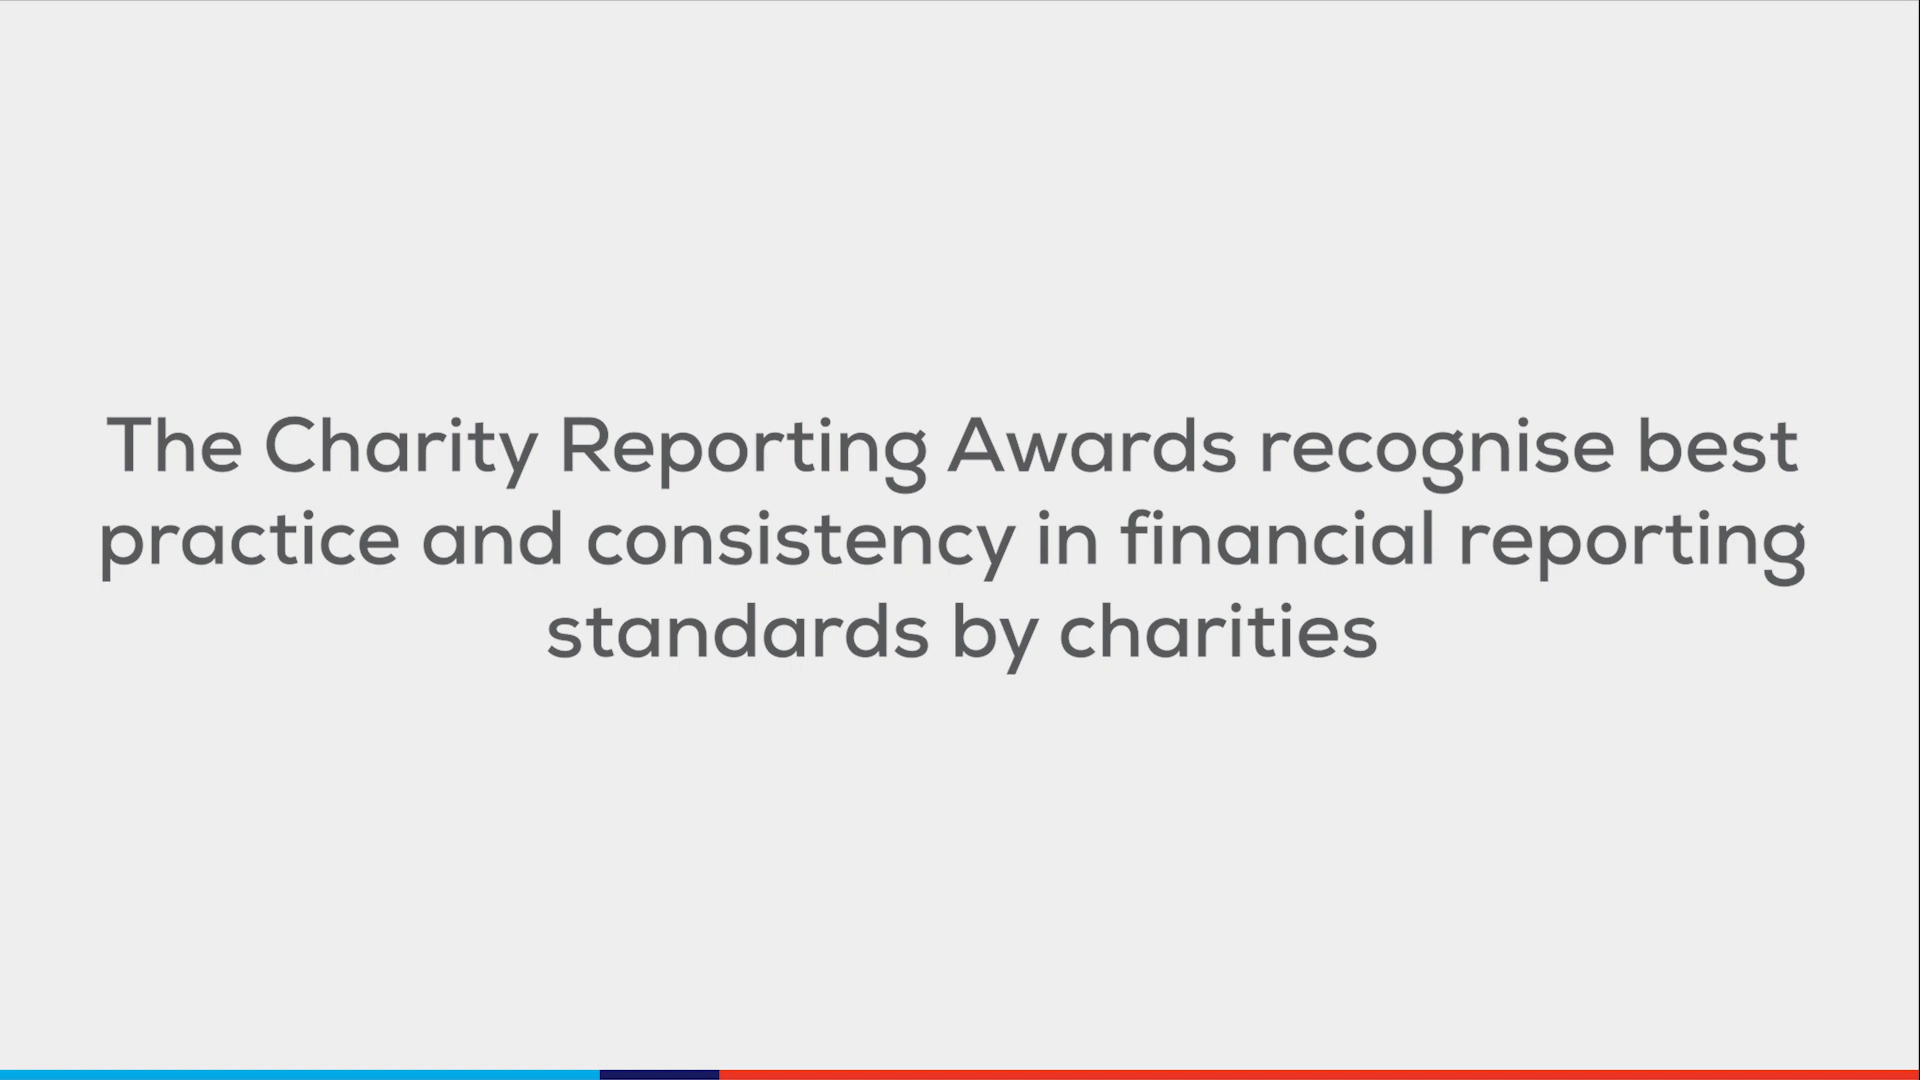 The Charity Reporting Awards recognise best
practice and consistency in financial reporting
standards by charities